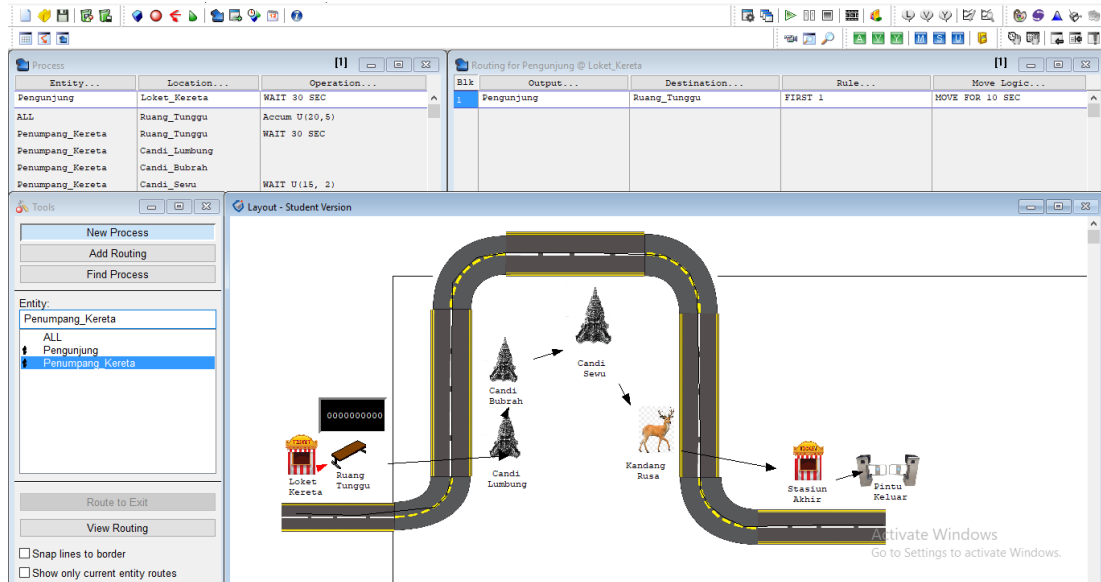 Process
[1]
Entity... Location... Operation...
Pengunjung Loket_Kereta WAIT 30 SEC
ALL Ruang_Tunggu Accum U(20,5)
Penumpang_Kereta Ruang_Tunggu WAIT 30 SEC
Penumpang_Kereta Candi_Lumbung
Penumpang_Kereta Candi_Bubrah
Penumpang_Kereta Candi_Sewu WAIT U(15, 2)
Routing for Pengunjung @ Loket_Kereta
[1]
Blk Output... Destination... Rule... Move Logic...
1 Pengunjung Ruang_Tunggu FIRST 1 MOVE FOR 10 SEC
Tools
New Process
Add Routing
Find Process
Entity:
Penumpang_Kereta
ALL
Pengunjung
Penumpang_Kereta
Route to Exit
View Routing
Snap lines to border
Show only current entity routes
Layout - Student Version
Candi
Sewu
Candi
Bubrah
0000000000
TICKET
Loket
Kereta
Ruang
Tunggu
Candi
Lumbung
Kandang
Rusa
Stasiun
Akhir
Pintu
Keluar
Activate Windows
Go to Settings to activate Windows.